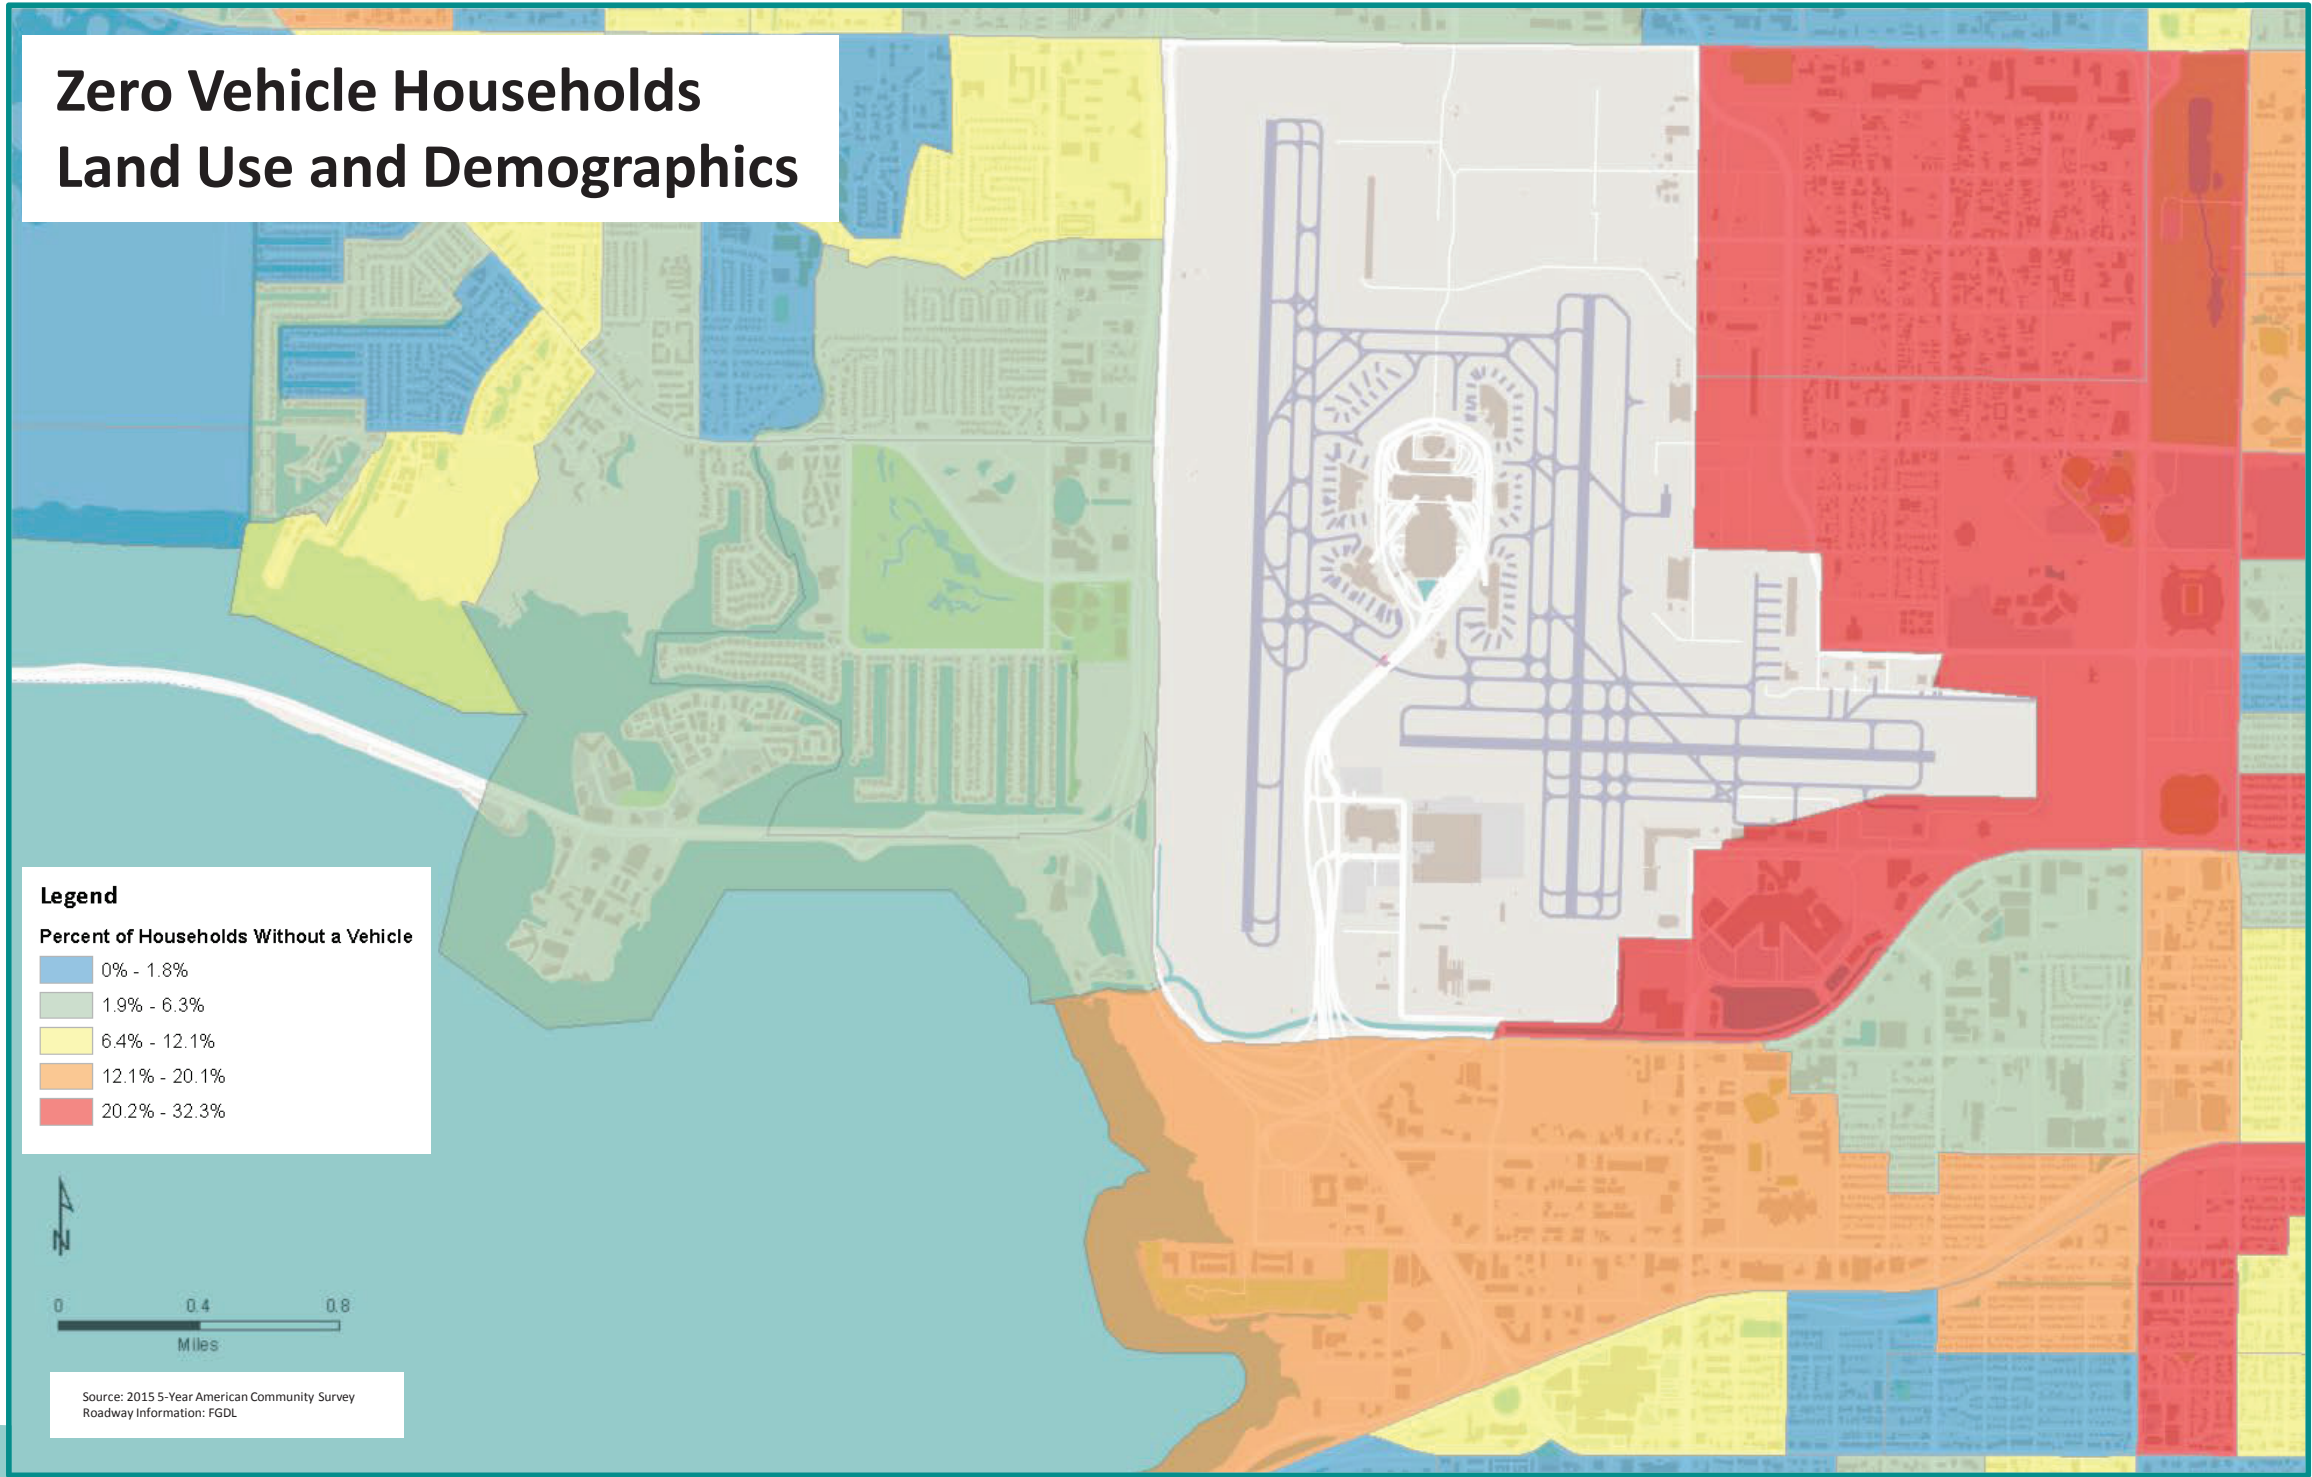 Zero Vehicle Households
Land Use and Demographics
Legend
Percent of Households Without a Vehicle
0% - 1.8%
1.9% - 6.3%
6.4% - 12.1%
12.1% - 20.1%
20.2% - 32.3%
N
0 0.4 0.8
Miles
Source: 2015 5-Year American Community Survey
Roadway Information: FGDL